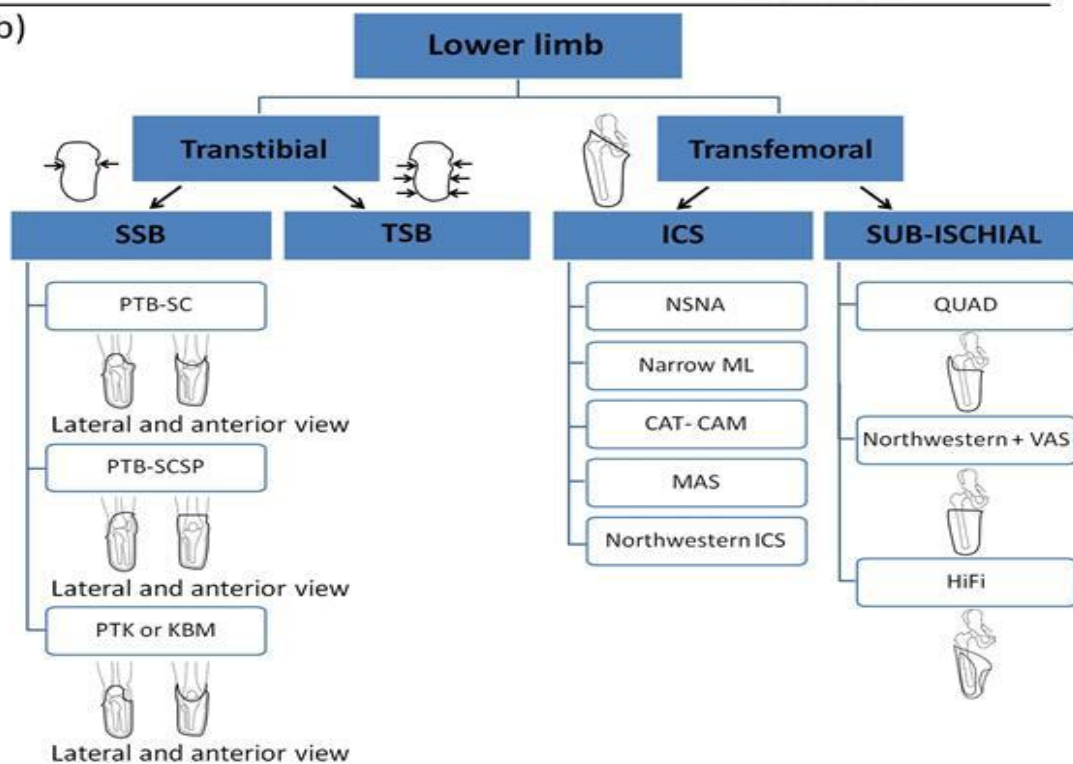 b)
Lower limb
Transtibial
Transfemoral
SSB
TSB
ICS
SUB-ISCHIAL
PTB-SC
Lateral and anterior view
PTB-SCSP
Lateral and anterior view
PTK or KBM
Lateral and anterior view
NSNA
Narrow ML
CAT- CAM
MAS
Northwestern ICS
QUAD
Northwestern + VAS
HiFi